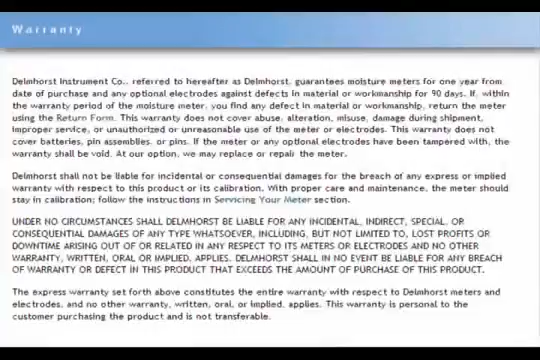 Warranty
Delmhorst Instrument Co., referred to hereafter as Delmhorst, guarantees moisture meters for one year from
date of purchase and any optional electrodes against defects in material or workmanship for 90 days. If, within
the warranty period of the moisture meter, you find any defect in material or workmanship, return the meter
using the Return Form. This warranty does not cover abuse, alteration, misuse, damage during shipment,
improper service, or unauthorized or unreasonable use of the meter or electrodes. This warranty does not
cover batteries, pin assemblies, or pins. If the meter or any optional electrodes have been tampered with, the
warranty shall be void. At our option, we may replace or repair the meter.
Delmhorst shall not be liable for incidental or consequential damages for the breach of any express or implied
warranty with respect to this product or its calibration. With proper care and maintenance, the meter should
stay in calibration; follow the instructions in Servicing Your Meter section.
UNDER NO CIRCUMSTANCES SHALL DELMHORST BE LIABLE FOR ANY INCIDENTAL, INDIRECT, SPECIAL, OR
CONSEQUENTIAL DAMAGES OF ANY TYPE WHATSOEVER, INCLUDING, BUT NOT LIMITED TO, LOST PROFITS OR
DOWNTIME ARISING OUT OF OR RELATED IN ANY RESPECT TO ITS METERS OR ELECTRODES AND NO OTHER
WARRANTY, WRITTEN, ORAL OR IMPLIED, APPLIES. DELMHORST SHALL IN NO EVENT BE LIABLE FOR ANY BREACH
OF WARRANTY OR DEFECT IN THIS PRODUCT THAT EXCEEDS THE AMOUNT OF PURCHASE OF THIS PRODUCT.
The express warranty set forth above constitutes the entire warranty with respect to Delmhorst meters and
electrodes, and no other warranty, written, oral, or implied, applies. This warranty is personal to the
customer purchasing the product and is not transferable.